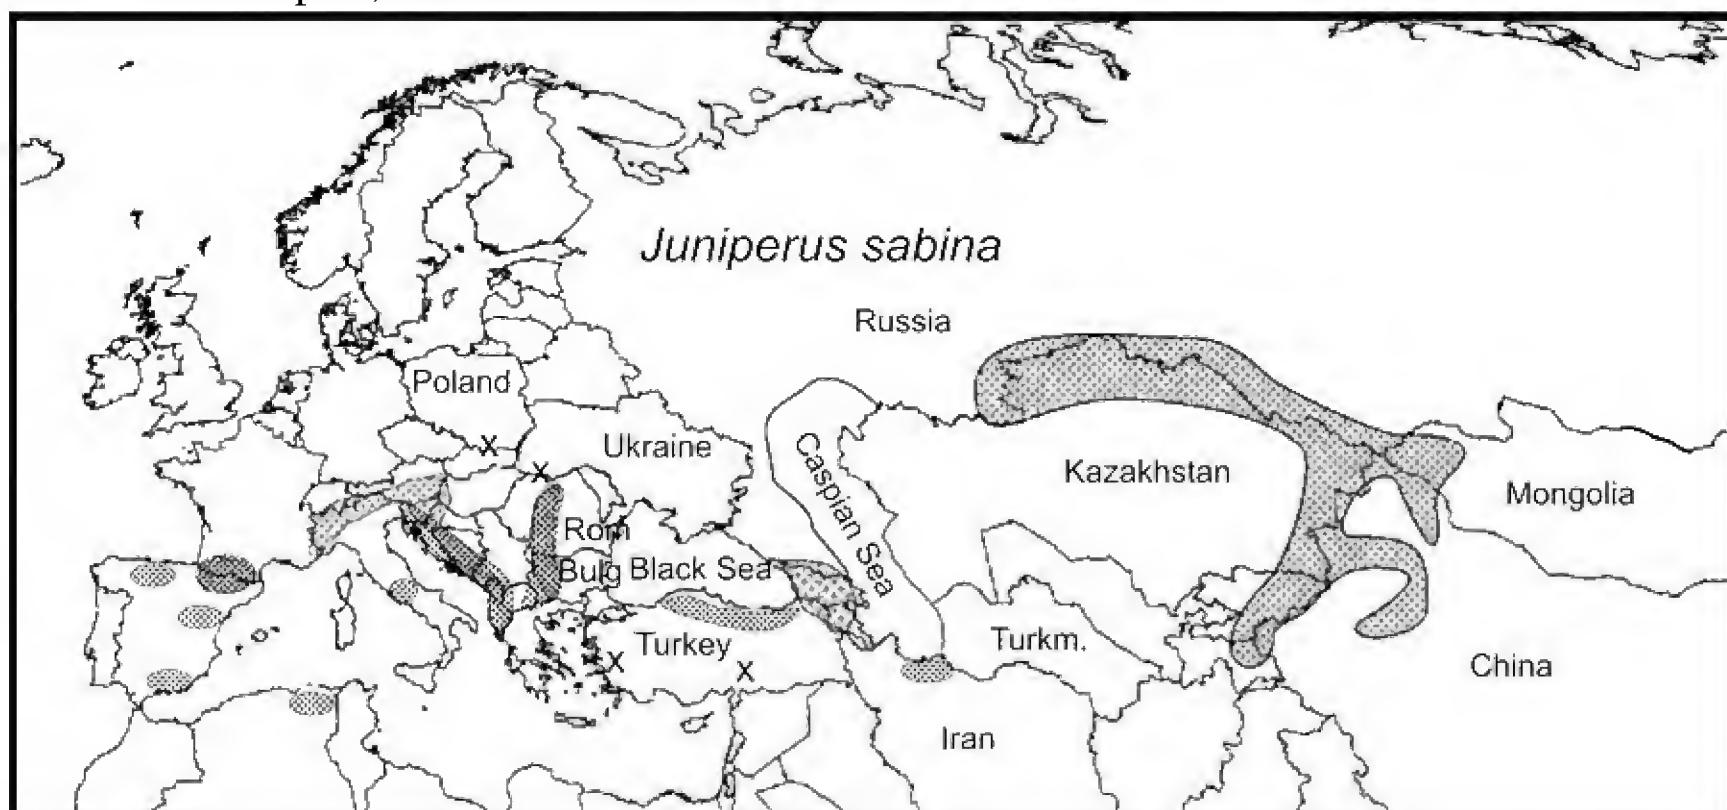 Juniperus sabina
Russia
Poland
Ukraine
Kazakhstan
Mongolia
Caspian Sea
Rom
Bulg
Black Sea
Turkey
Turkm.
China
Iran
X
X
X
X